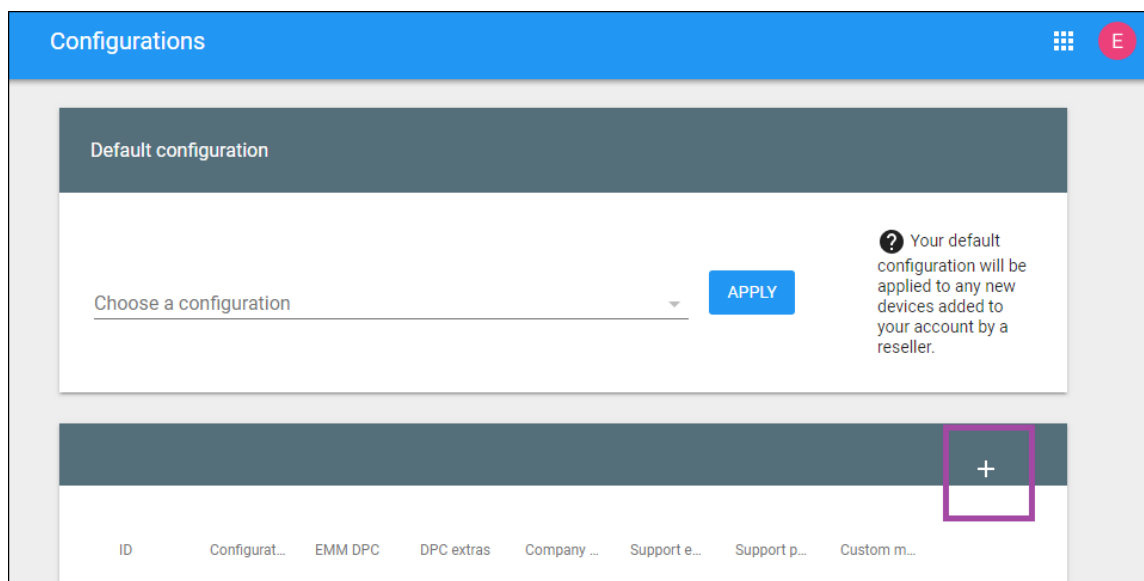 Configurations
E
Default configuration
Choose a configuration
APPLY
? Your default
configuration will be
applied to any new
devices added to
your account by a
reseller.
+
ID Configurat... EMM DPC DPC extras Company ... Support e... Support p... Custom m...